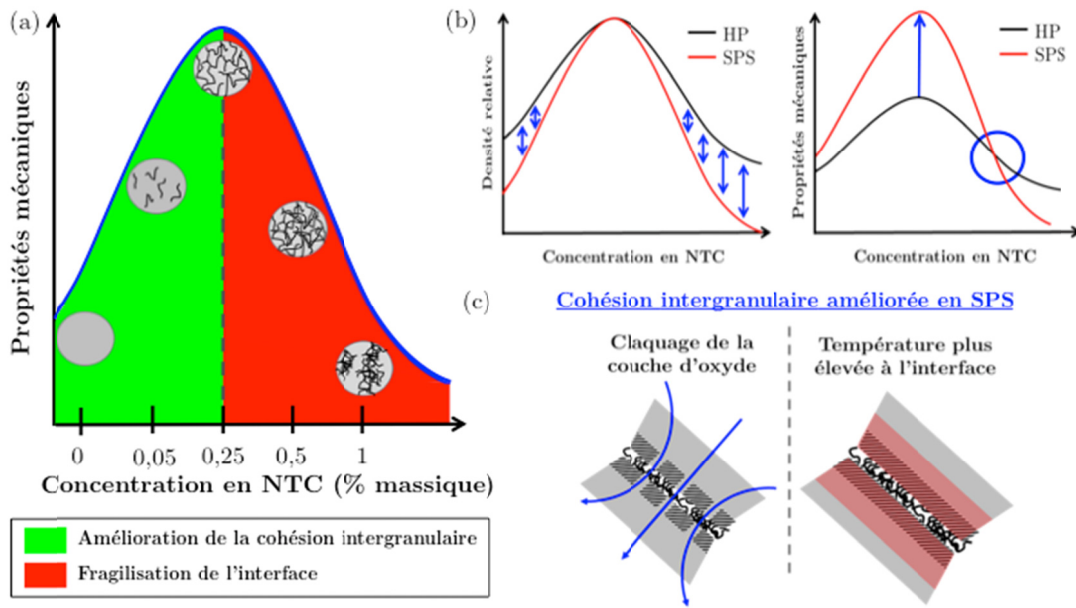 (a)
Propriétés mécaniques
0
0,05
0,25
0,5
1
Concentration en NTC (% massique)
Amélioration de la cohésion intergranulaire
Fragilisation de l'interface
(b)
Densité relative
HP
SPS
Concentration en NTC
Propriétés mécaniques
HP
SPS
Concentration en NTC
(c)
Cohésion intergranulaire améliorée en SPS
Claquage de la
couche d'oxyde
Température plus
élevée à l'interface